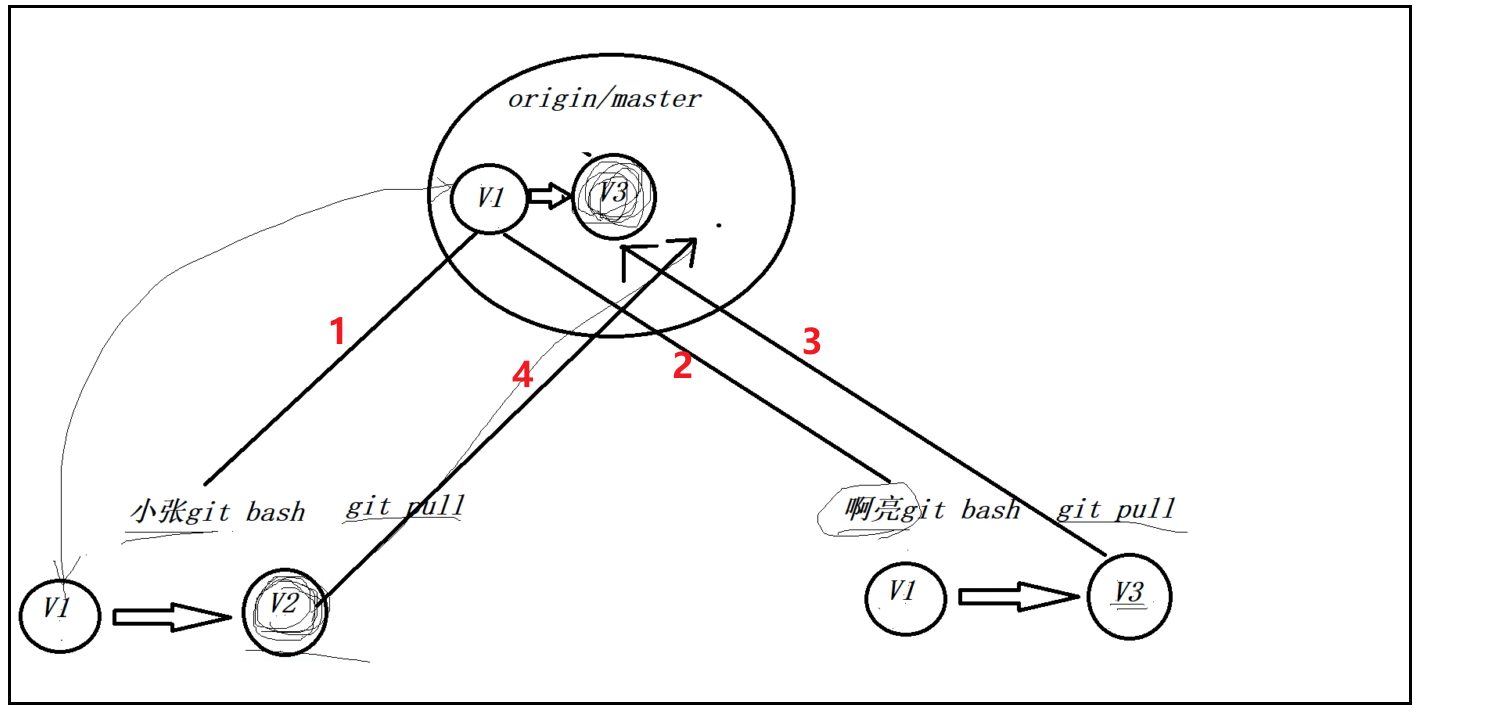 origin/master
V1
V3
1
3
2
4
小张git bash
git pull
啊亮git bash
git pull
V1
V2
V1
V3